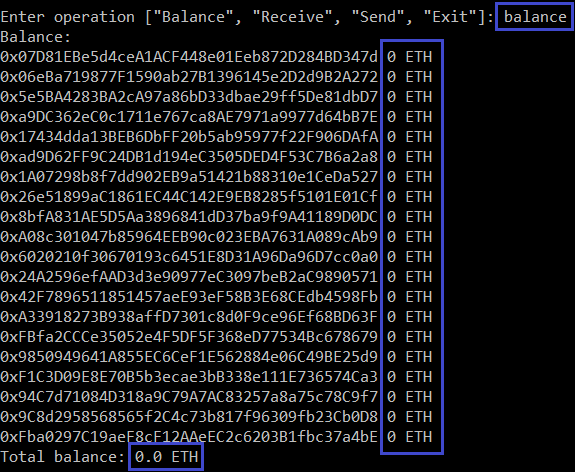 Enter operation ["Balance", "Receive", "Send", "Exit"]: balance
Balance:
0x07D81EBe5d4ceA1ACF448e01Eeb872D284BD347d 0 ETH
0x06eBa719877F1590ab27B1396145e2D2d9B2A272 0 ETH
0x5e5BA4283BA2cA97a86bD33dbae29ff5De81dbD7 0 ETH
0xa9DC362eC0c1711e767ca8AE7971a9977d64bB7E 0 ETH
0x17434dda13BEB6DbFF20b5ab95977f22F906DAfA 0 ETH
0xad9D62FF9C24DB1d194eC3505DED4F53C7B6a2a8 0 ETH
0x1A07298b8f7dd902EB9a51421b88310e1CeDa527 0 ETH
0x26e51899aC1861EC44C142E9EB8285f5101E01Cf 0 ETH
0x8bfA831AE5D5Aa3896841dD37ba9f9A41189D0DC 0 ETH
0xA08c301047b85964EEB90c023EBA7631A089cAb9 0 ETH
0x6020210f30670193c6451E8D31A96Da96D7cc0a0 0 ETH
0x24A2596efAAD3d3e90977eC3097beB2aC9890571 0 ETH
0x42F7896511851457aeE93eF58B3E68CEdb4598Fb 0 ETH
0xA33918273B938affD7301c8d0F9ce96Ef68BD63F 0 ETH
0xFBfa2CCCe35052e4F5DF5F368eD77534Bc678679 0 ETH
0x9850949641A855EC6CeF1E562884e06C49BE25d9 0 ETH
0xF1C3D09E8E70B5b3ecae3bB338e111E736574Ca3 0 ETH
0x94C7d71084D318a9C79A7AC83257a8a75c78C9f7 0 ETH
0x9C8d2958568565f2C4c73b817f96309fb23Cb0D8 0 ETH
0xFba0297C19aeF8cF12AAeEC2c6203B1fbc37a4bE 0 ETH
Total balance: 0.0 ETH